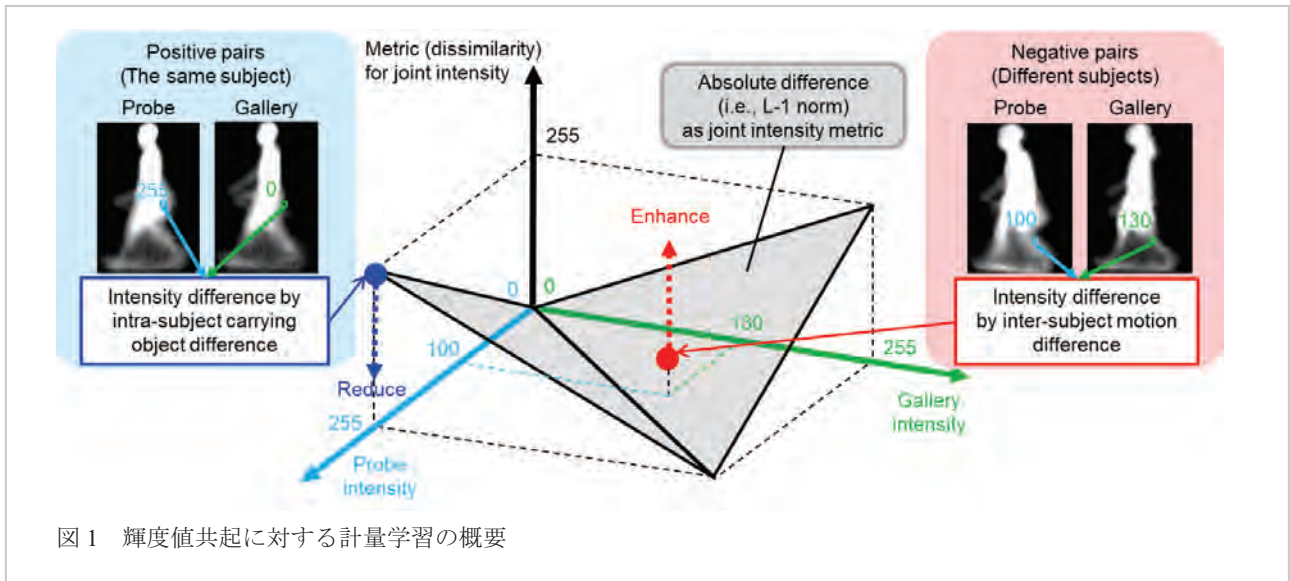 Positive pairs
(The same subject)
Probe
Gallery
255
0
Intensity difference by
intra-subject carrying
object difference
Metric (dissimilarity)
for joint intensity
255
Absolute difference
(i.e., L-1 norm)
as joint intensity metric
Enhance
Reduce
0
0
100
130
255
255
Probe
intensity
Gallery
intensity
Negative pairs
(Different subjects)
Probe
Gallery
100
130
Intensity difference
by inter-subject motion
difference
図 1 輝度値共起に対する計量学習の概要